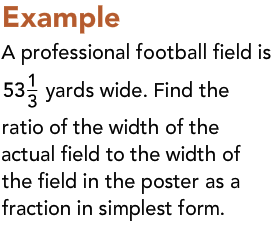 Example
A professional football field is
53 1/3 yards wide. Find the
ratio of the width of the
actual field to the width of
the field in the poster as a
fraction in simplest form.